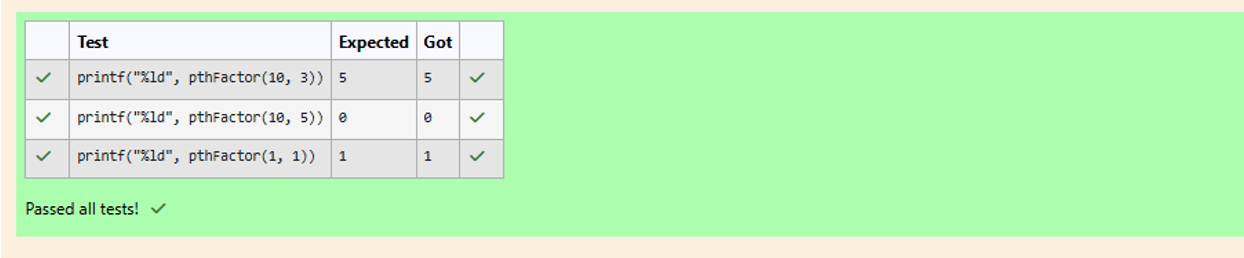 Test Expected Got
printf("%ld", pthFactor(10, 3)) 5 5
printf("%ld", pthFactor(10, 5)) 0 0
printf("%ld", pthFactor(1, 1)) 1 1
Passed all tests!